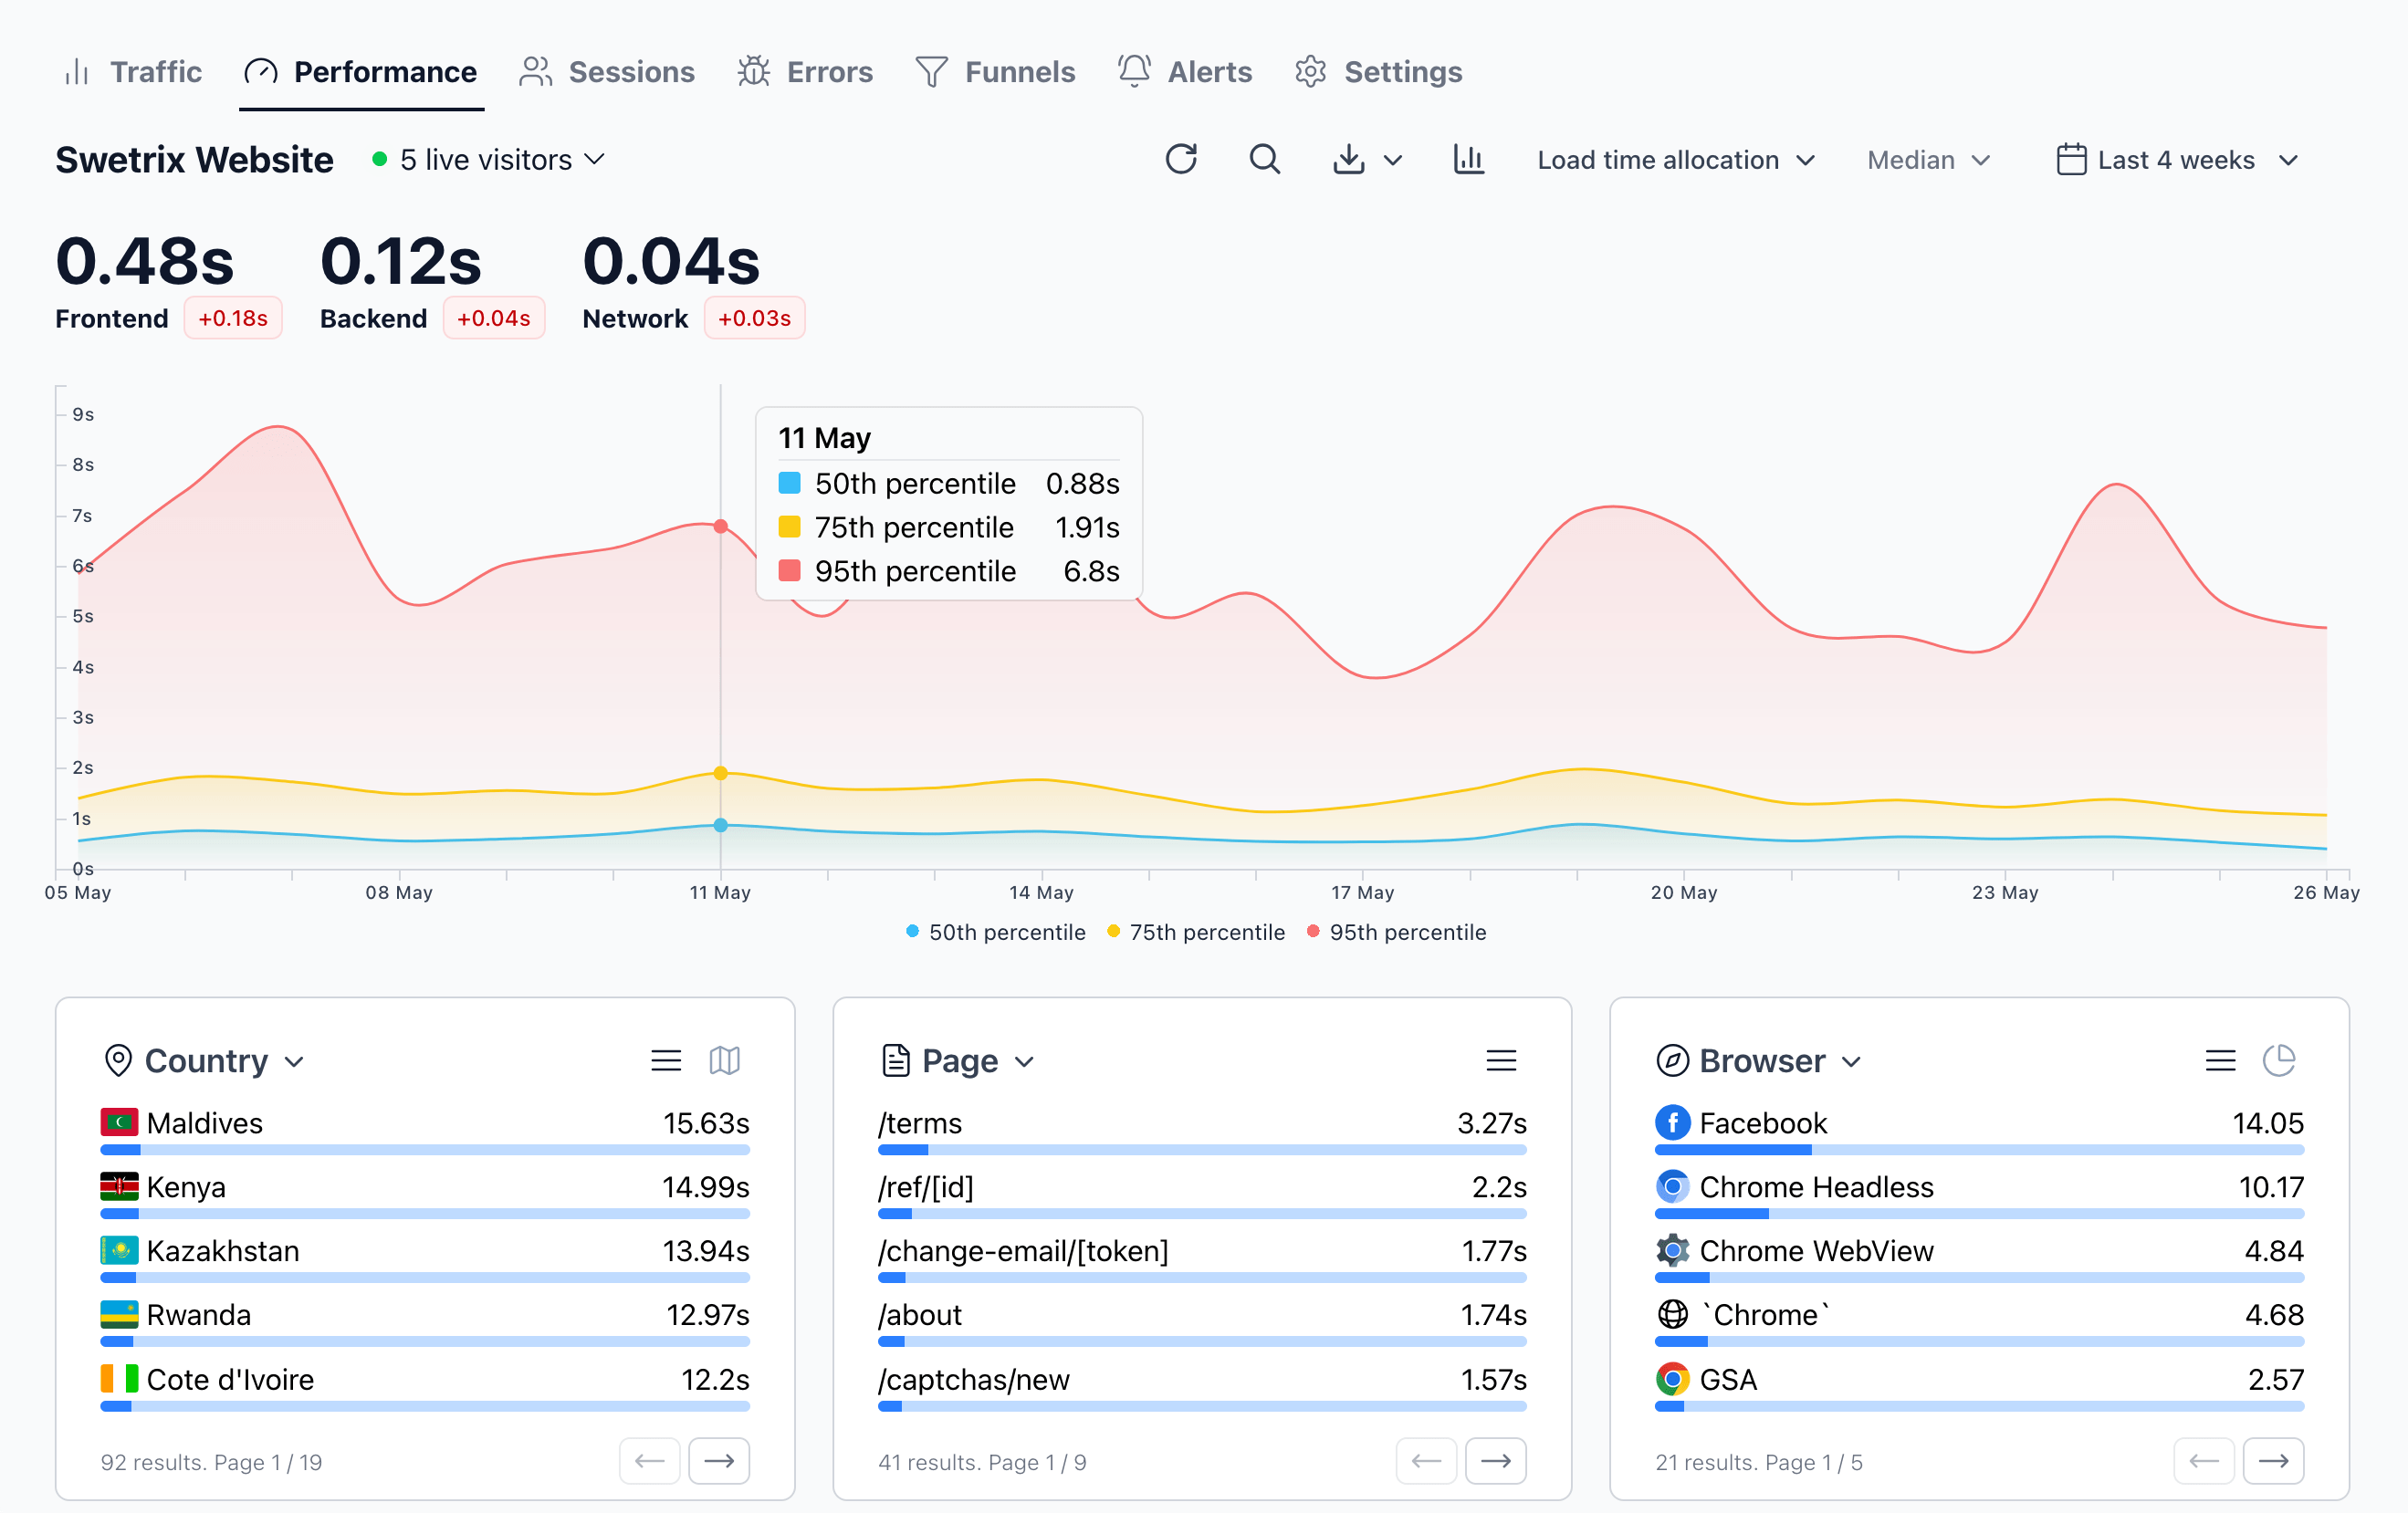 Traffic Performance Sessions Errors Funnels Alerts Settings
Swetrix Website 5 live visitors Load time allocation Median Last 4 weeks
0.48s 0.12s 0.04s
Frontend +0.18s Backend +0.04s Network +0.03s
9s
8s
7s
6s
5s
4s
3s
2s
1s
0s
11 May
50th percentile 0.88s
75th percentile 1.91s
95th percentile 6.8s
05 May 08 May 11 May 14 May 17 May 20 May 23 May 26 May
50th percentile 75th percentile 95th percentile
Country
Maldives 15.63s
Kenya 14.99s
Kazakhstan 13.94s
Rwanda 12.97s
Cote d'Ivoire 12.2s
92 results. Page 1 / 19
Page
/terms 3.27s
/ref/[id] 2.2s
/change-email/[token] 1.77s
/about 1.74s
/captchas/new 1.57s
41 results. Page 1 / 9
Browser
Facebook 14.05
Chrome Headless 10.17
Chrome WebView 4.84
`Chrome` 4.68
GSA 2.57
21 results. Page 1 / 5